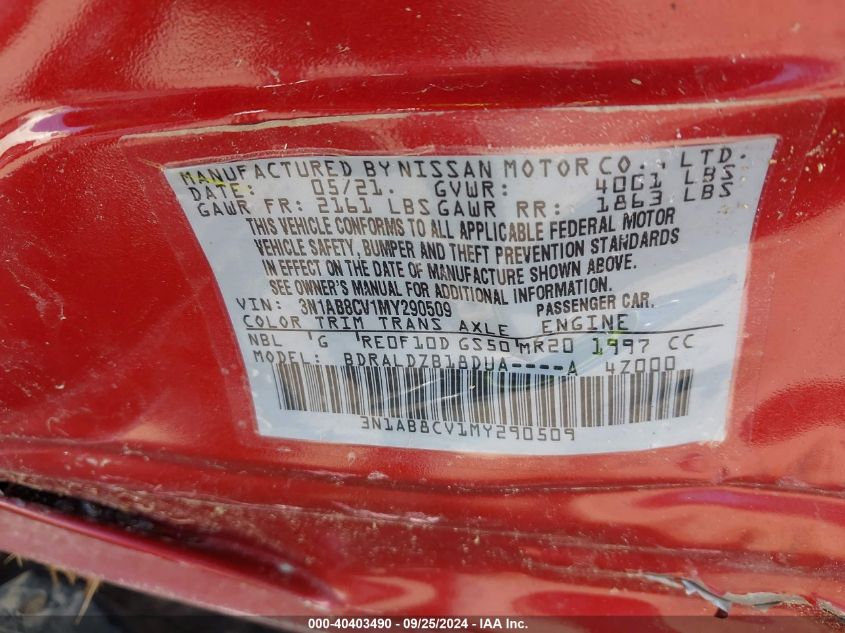 MANUFACTURED BY NISSAN MOTOR CO., LTD.
DATE: 05/21. GVWR: 4001 LBS
GAWR FR: 2161 LBS GAWR RR: 1863 LBS
THIS VEHICLE CONFORMS TO ALL APPLICABLE FEDERAL MOTOR
VEHICLE SAFETY, BUMPER AND THEFT PREVENTION STANDARDS
IN EFFECT ON THE DATE OF MANUFACTURE SHOWN ABOVE.
SEE OWNER'S MANUAL FOR ADDITIONAL INFORMATION.
VIN: 3N1AB8CV1MY290509 PASSENGER CAR.
COLOR TRIM TRANS AXLE ENGINE
NBL 'G 'RE0F10D GS50'MR20 1997 CC
MODEL: BDRALDZB18DUA----A 4Z000
3N1AB8CV1MY290509
000-40403490 - 09/25/2024 - IAA Inc.